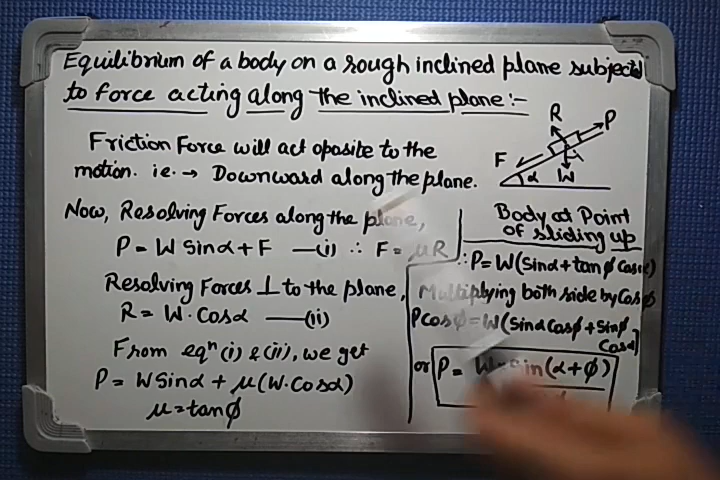 Equilibrium of a body on a rough inclined plane subject
to force acting along the inclined plane:-
Friction Force will act oposite to the
motion. i.e. → Downward along the plane.
Now, Resolving Forces along the plane,
P = W Sinα + F —(i) ∴ F = μR
Resolving Forces ⊥ to the plane,
R = W. Cosα —(ii)
From eqⁿ (i) & (ii), we get
P = W Sinα + μ(W. Cosα)
μ = tanϕ
R
P
F
α
W
Body at Point
of sliding up
∴ P = W(Sinα + tanϕ Cosα)
Multiplying both side by Cosϕ
P cosϕ = W(Sinα Cosϕ + Sinϕ
Cosα)
or P = W Sin(α + ϕ)